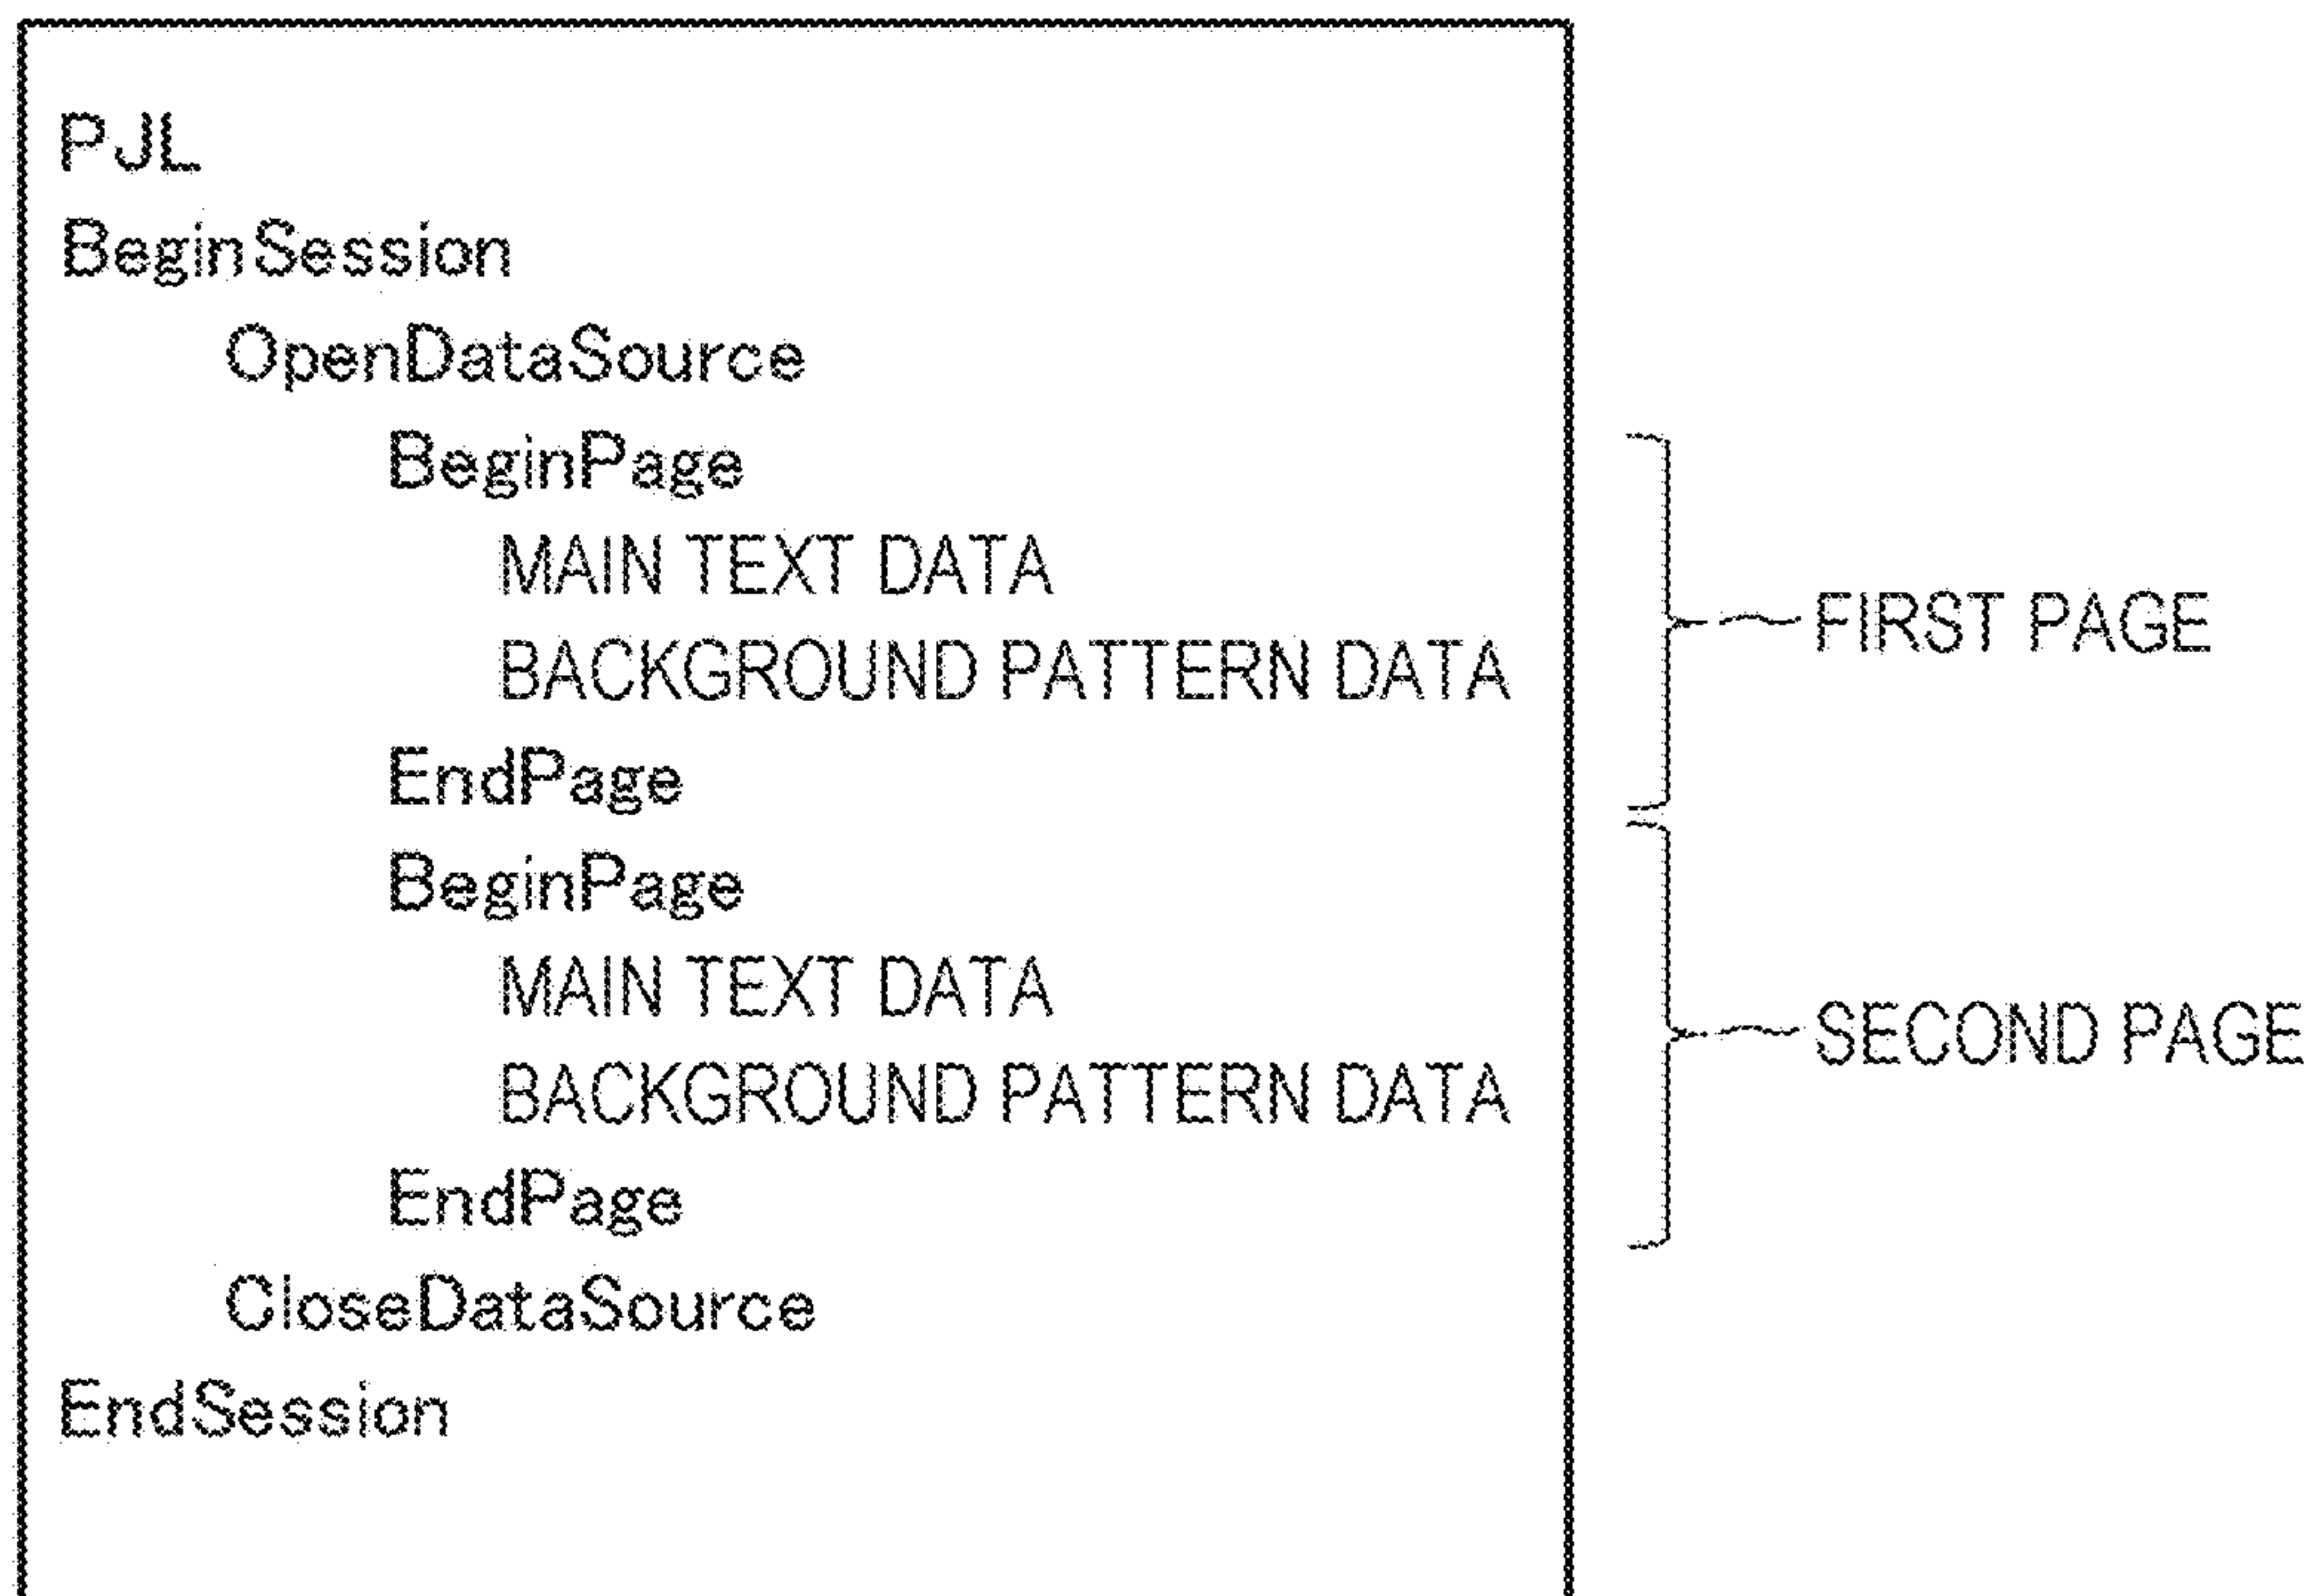 PJL
BeginSession
OpenDataSource
BeginPage
MAIN TEXT DATA
BACKGROUND PATTERN DATA
EndPage
BeginPage
MAIN TEXT DATA
BACKGROUND PATTERN DATA
EndPage
CloseDataSource
EndSession
FIRST PAGE
SECOND PAGE